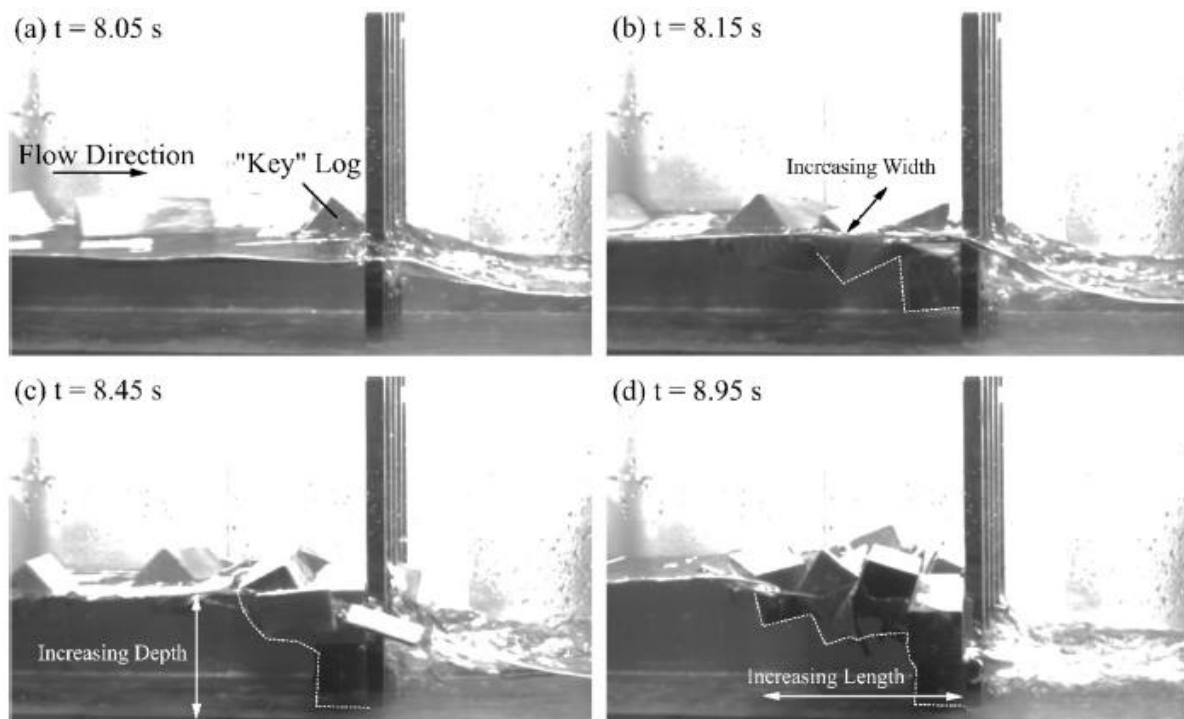 (a) t = 8.05 s
Flow Direction
"Key" Log
(b) t = 8.15 s
Increasing Width
(c) t = 8.45 s
Increasing Depth
(d) t = 8.95 s
Increasing Length